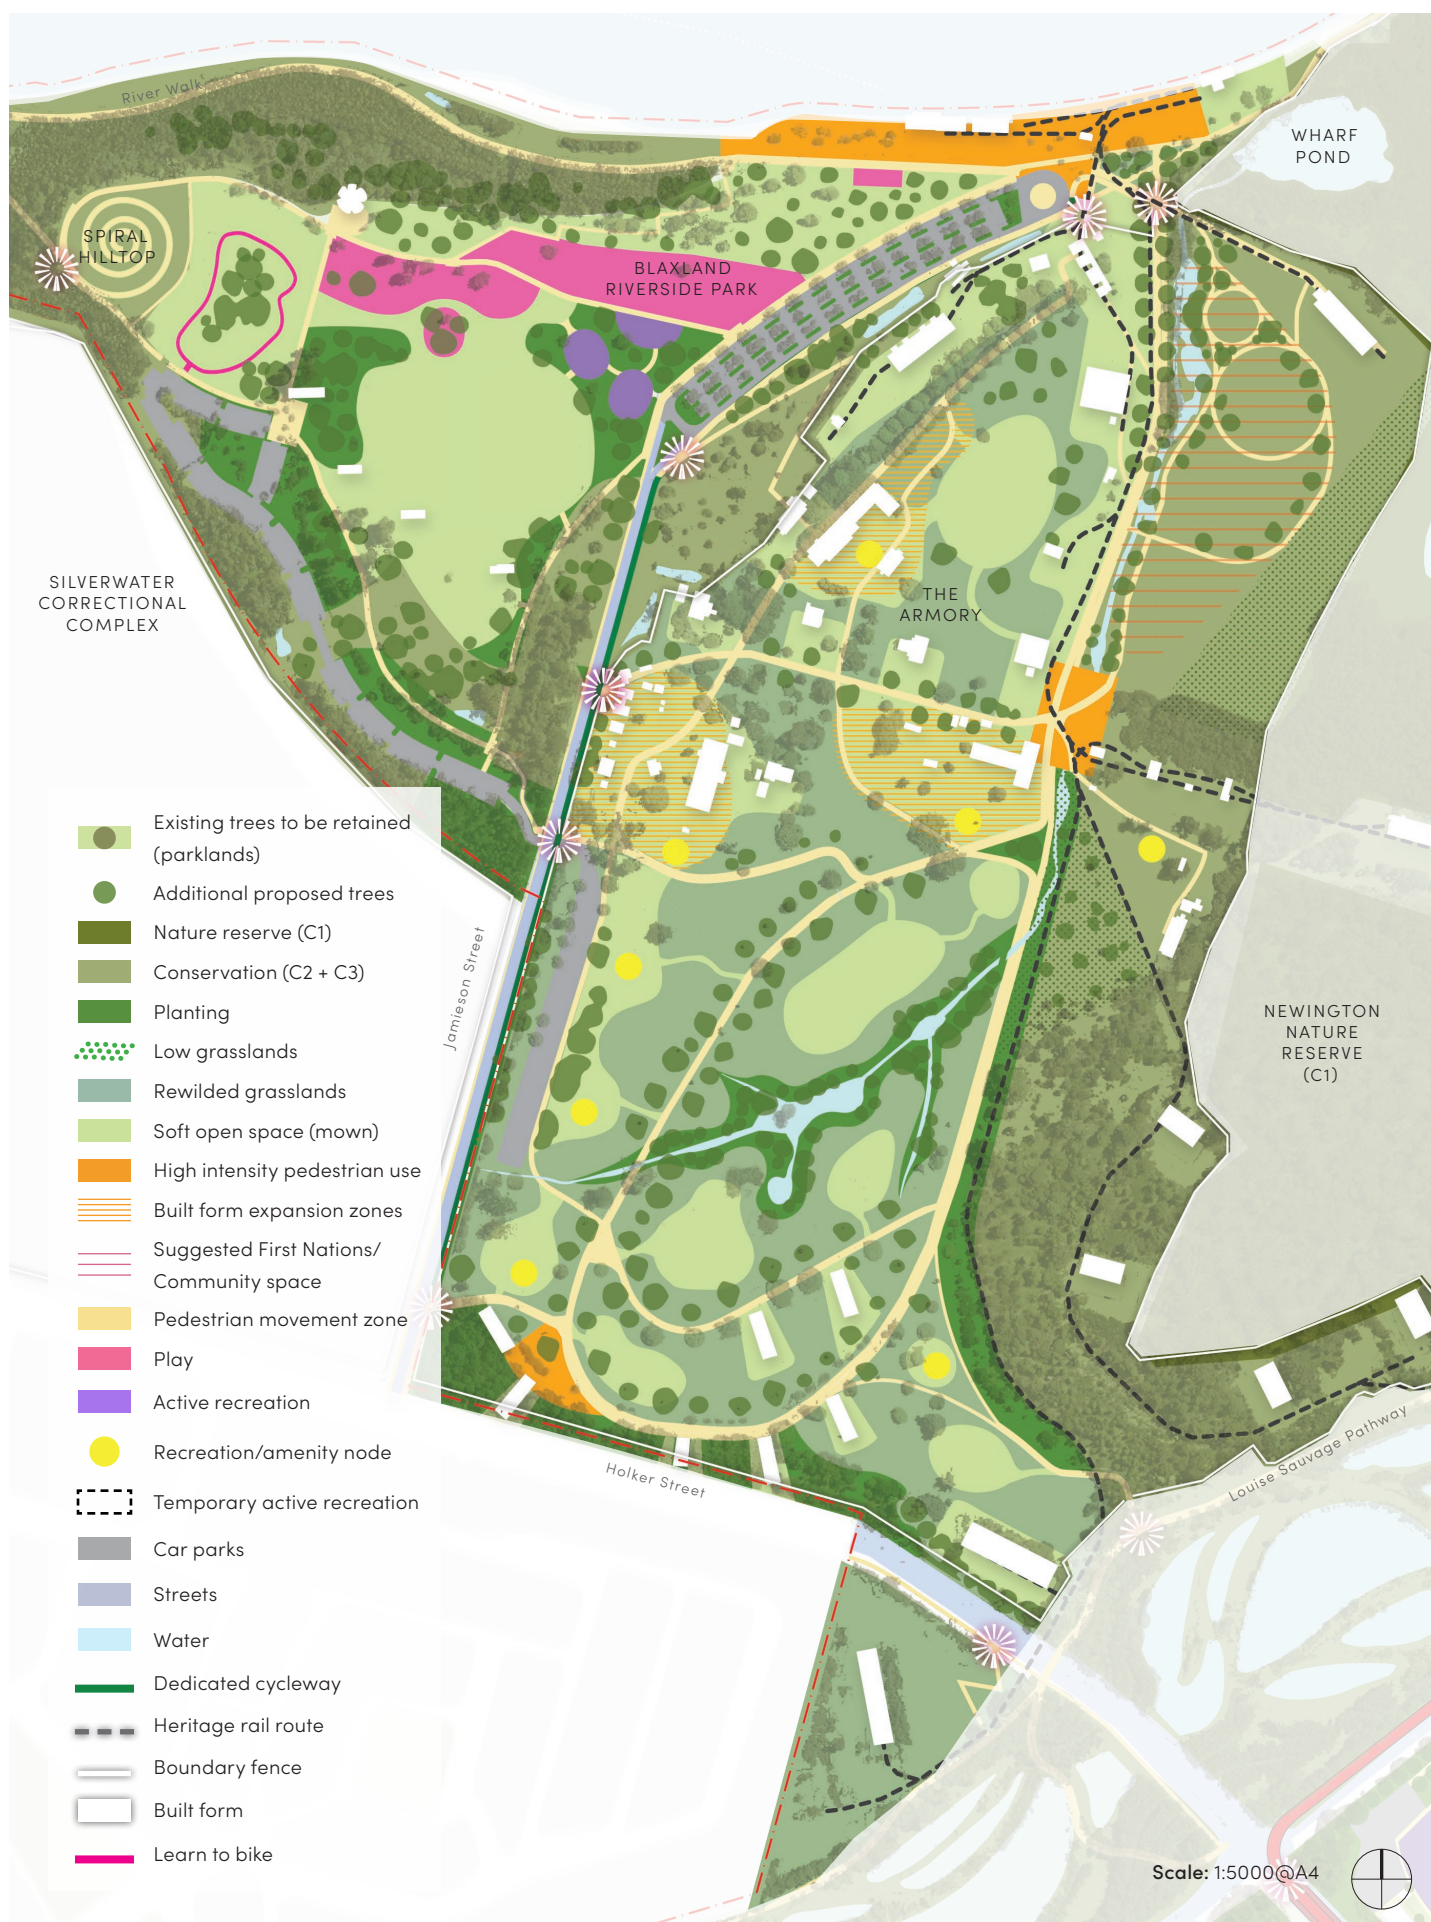 River Walk
WHARF
POND
SPIRAL
HILLTOP
BLAXLAND
RIVERSIDE PARK
SILVERWATER
CORRECTIONAL
COMPLEX
THE
ARMORY
Jamieson Street
NEWINGTON
NATURE
RESERVE
(C1)
Louise Sauvage Pathway
Holker Street
Existing trees to be retained
(parklands)
Additional proposed trees
Nature reserve (C1)
Conservation (C2 + C3)
Planting
Low grasslands
Rewilded grasslands
Soft open space (mown)
High intensity pedestrian use
Built form expansion zones
Suggested First Nations/
Community space
Pedestrian movement zone
Play
Active recreation
Recreation/amenity node
Temporary active recreation
Car parks
Streets
Water
Dedicated cycleway
Heritage rail route
Boundary fence
Built form
Learn to bike
Scale: 1:5000@A4